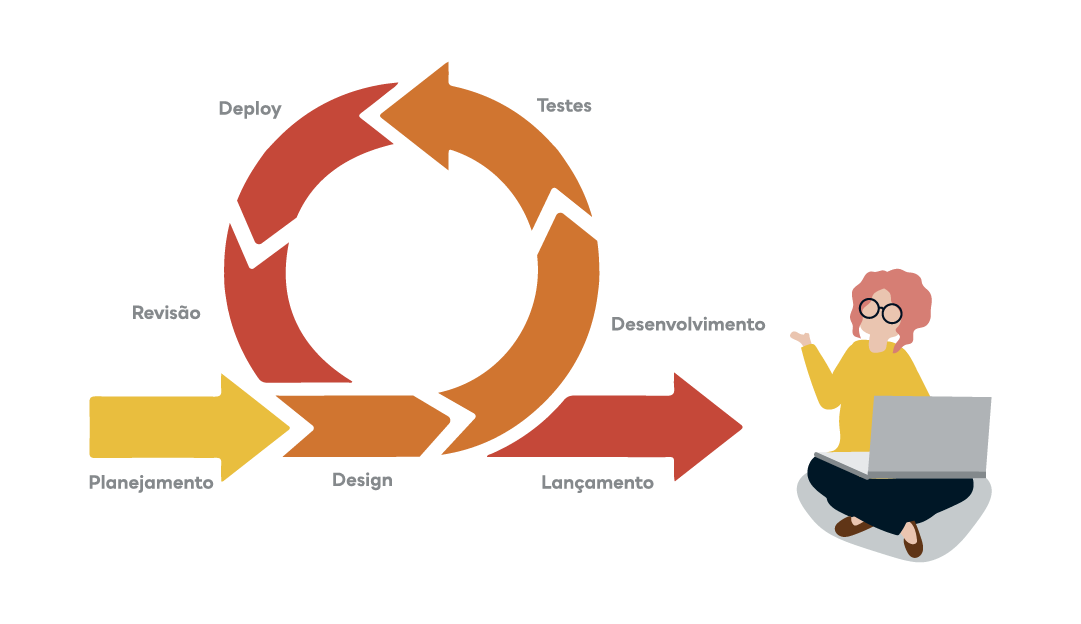 Deploy
Testes
Revisão
Desenvolvimento
Planejamento
Design
Lançamento